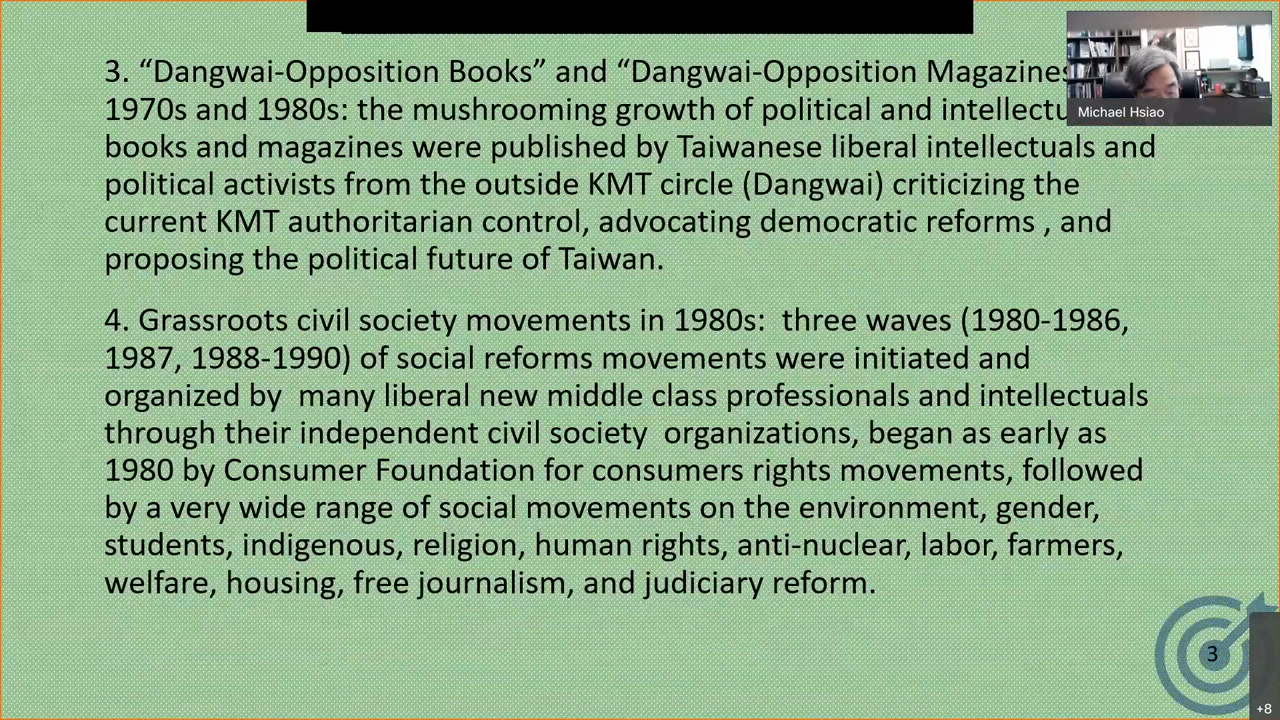 3. “Dangwai-Opposition Books” and “Dangwai-Opposition Magazines
1970s and 1980s: the mushrooming growth of political and intellectu
books and magazines were published by Taiwanese liberal intellectuals and
political activists from the outside KMT circle (Dangwai) criticizing the
current KMT authoritarian control, advocating democratic reforms , and
proposing the political future of Taiwan.
4. Grassroots civil society movements in 1980s:  three waves (1980-1986,
1987, 1988-1990) of social reforms movements were initiated and
organized by  many liberal new middle class professionals and intellectuals
through their independent civil society  organizations, began as early as
1980 by Consumer Foundation for consumers rights movements, followed
by a very wide range of social movements on the environment, gender,
students, indigenous, religion, human rights, anti-nuclear, labor, farmers,
welfare, housing, free journalism, and judiciary reform.
Michael Hsiao
3
+8